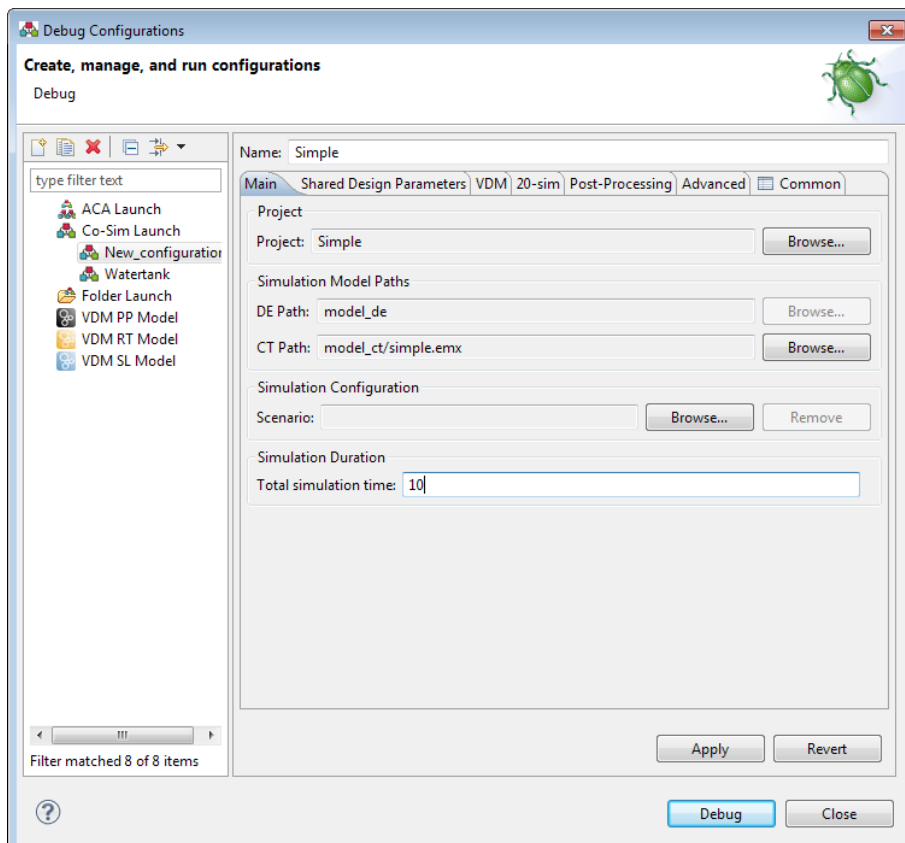 Debug Configurations
Create, manage, and run configurations
Debug
Name: Simple
type filter text
Main Shared Design Parameters VDM 20-sim Post-Processing Advanced Common
ACA Launch
Co-Sim Launch
New_configuration
Watertank
Folder Launch
VDM PP Model
VDM RT Model
VDM SL Model
Project
Project: Simple Browse...
Simulation Model Paths
DE Path: model_de Browse...
CT Path: model_ct/simple.emx Browse...
Simulation Configuration
Scenario: Browse... Remove
Simulation Duration
Total simulation time: 10
Filter matched 8 of 8 items
Apply Revert
? Debug Close